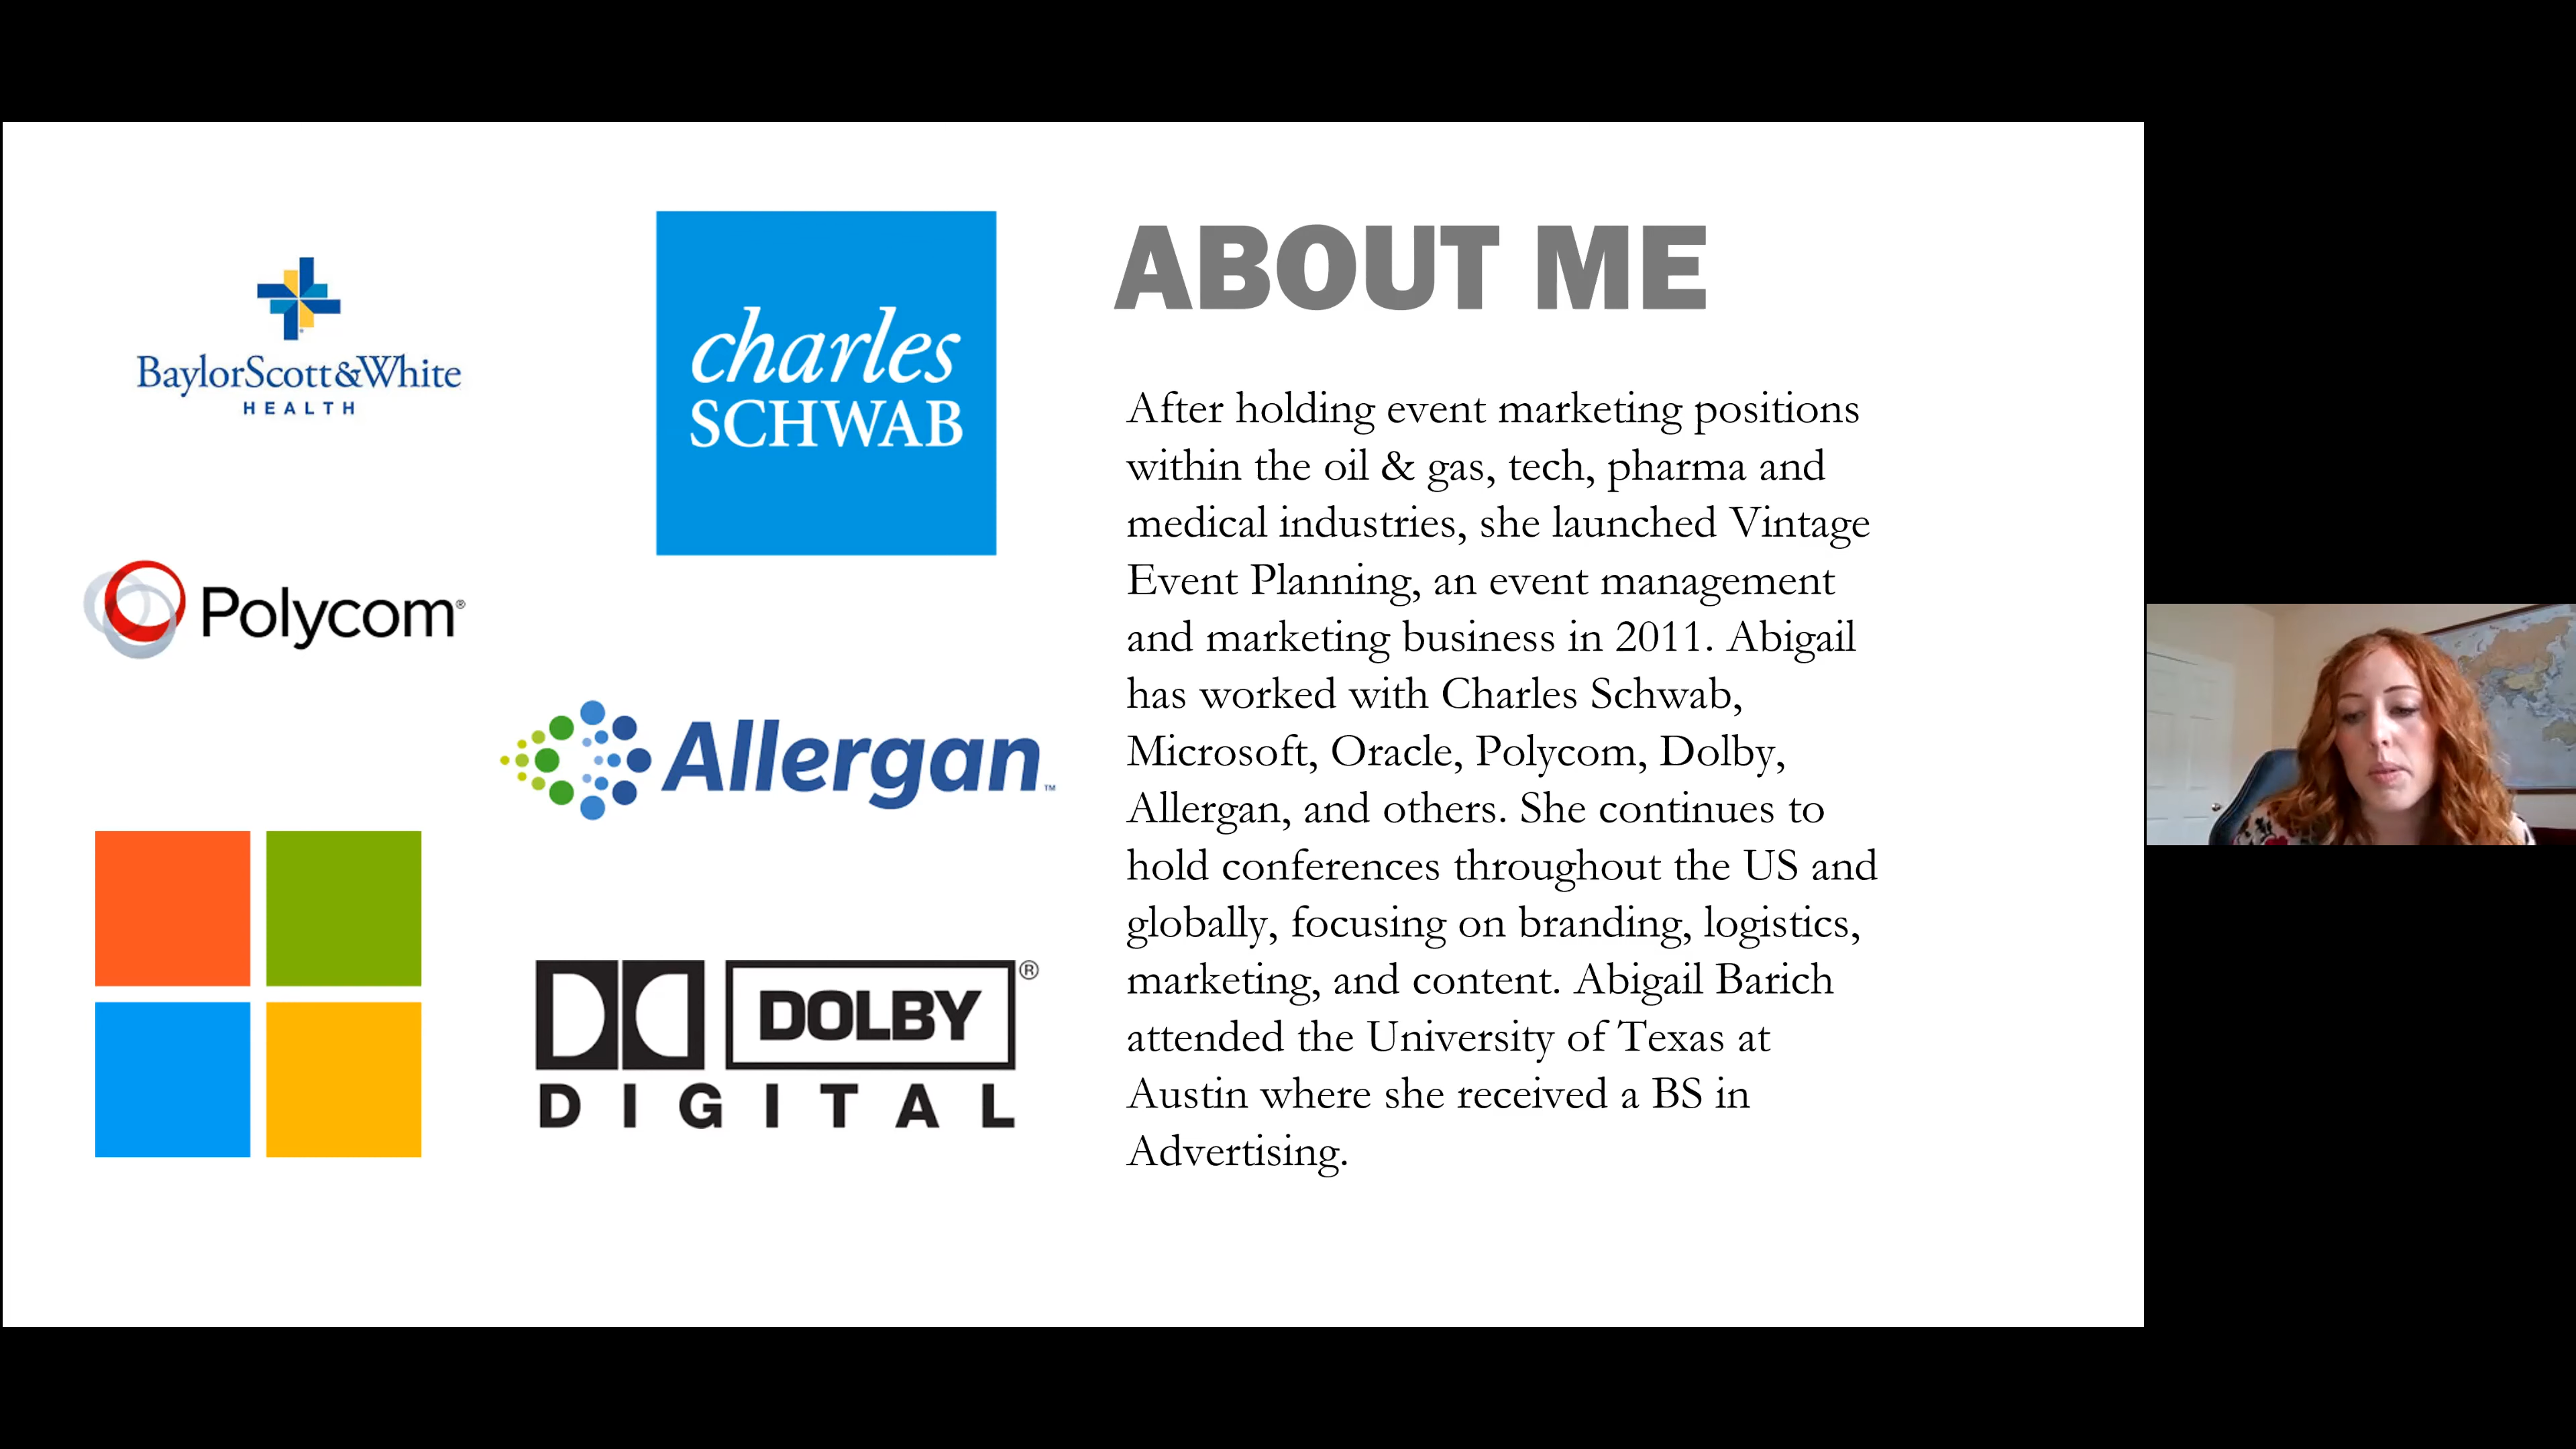 BaylorScott&White
HEALTH
charles
SCHWAB
Polycom®
Allergan™
DOLBY®
DIGITAL
ABOUT ME
After holding event marketing positions
within the oil & gas, tech, pharma and
medical industries, she launched Vintage
Event Planning, an event management
and marketing business in 2011. Abigail
has worked with Charles Schwab,
Microsoft, Oracle, Polycom, Dolby,
Allergan, and others. She continues to
hold conferences throughout the US and
globally, focusing on branding, logistics,
marketing, and content. Abigail Barich
attended the University of Texas at
Austin where she received a BS in
Advertising.